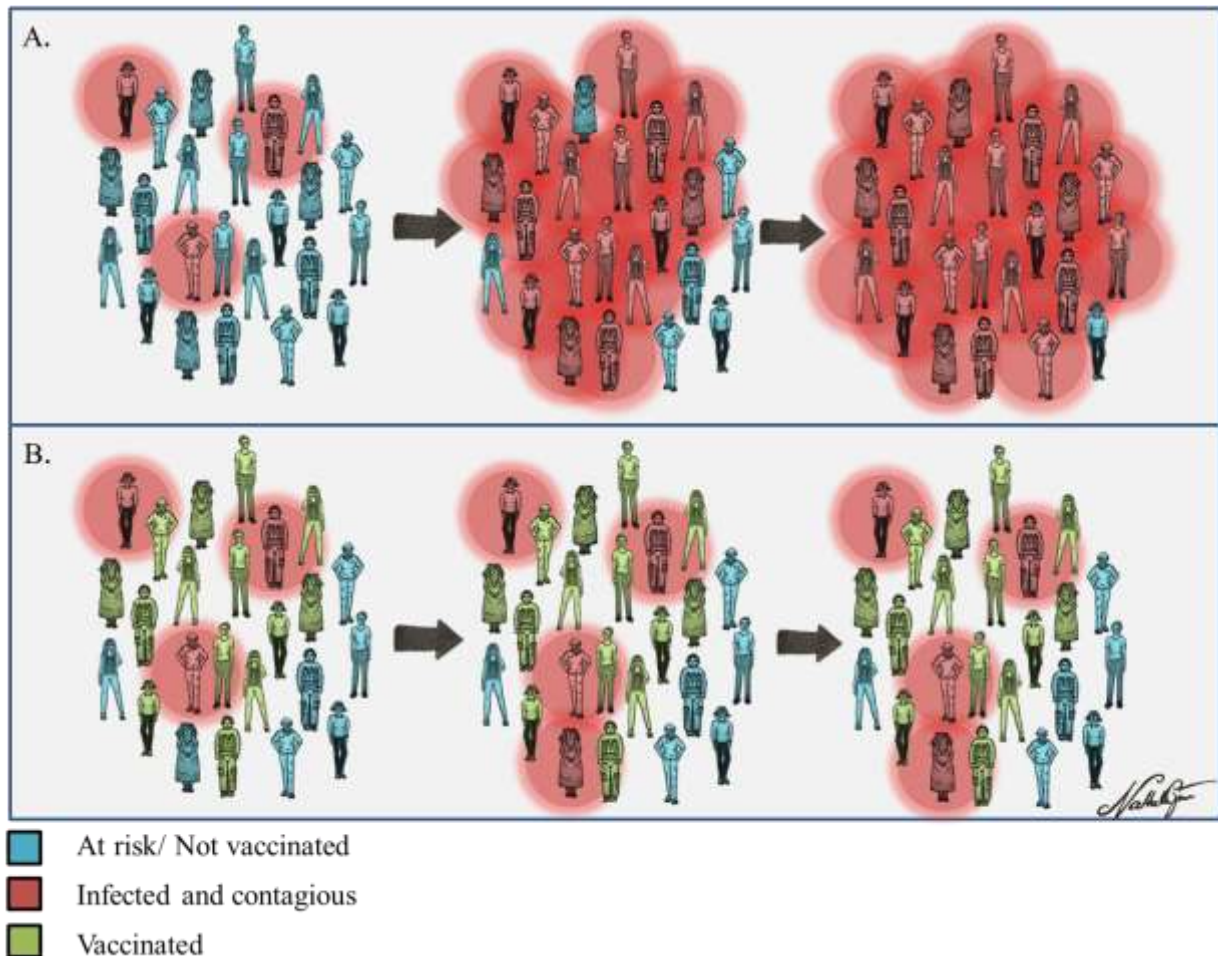 A.
B.
At risk/ Not vaccinated
Infected and contagious
Vaccinated